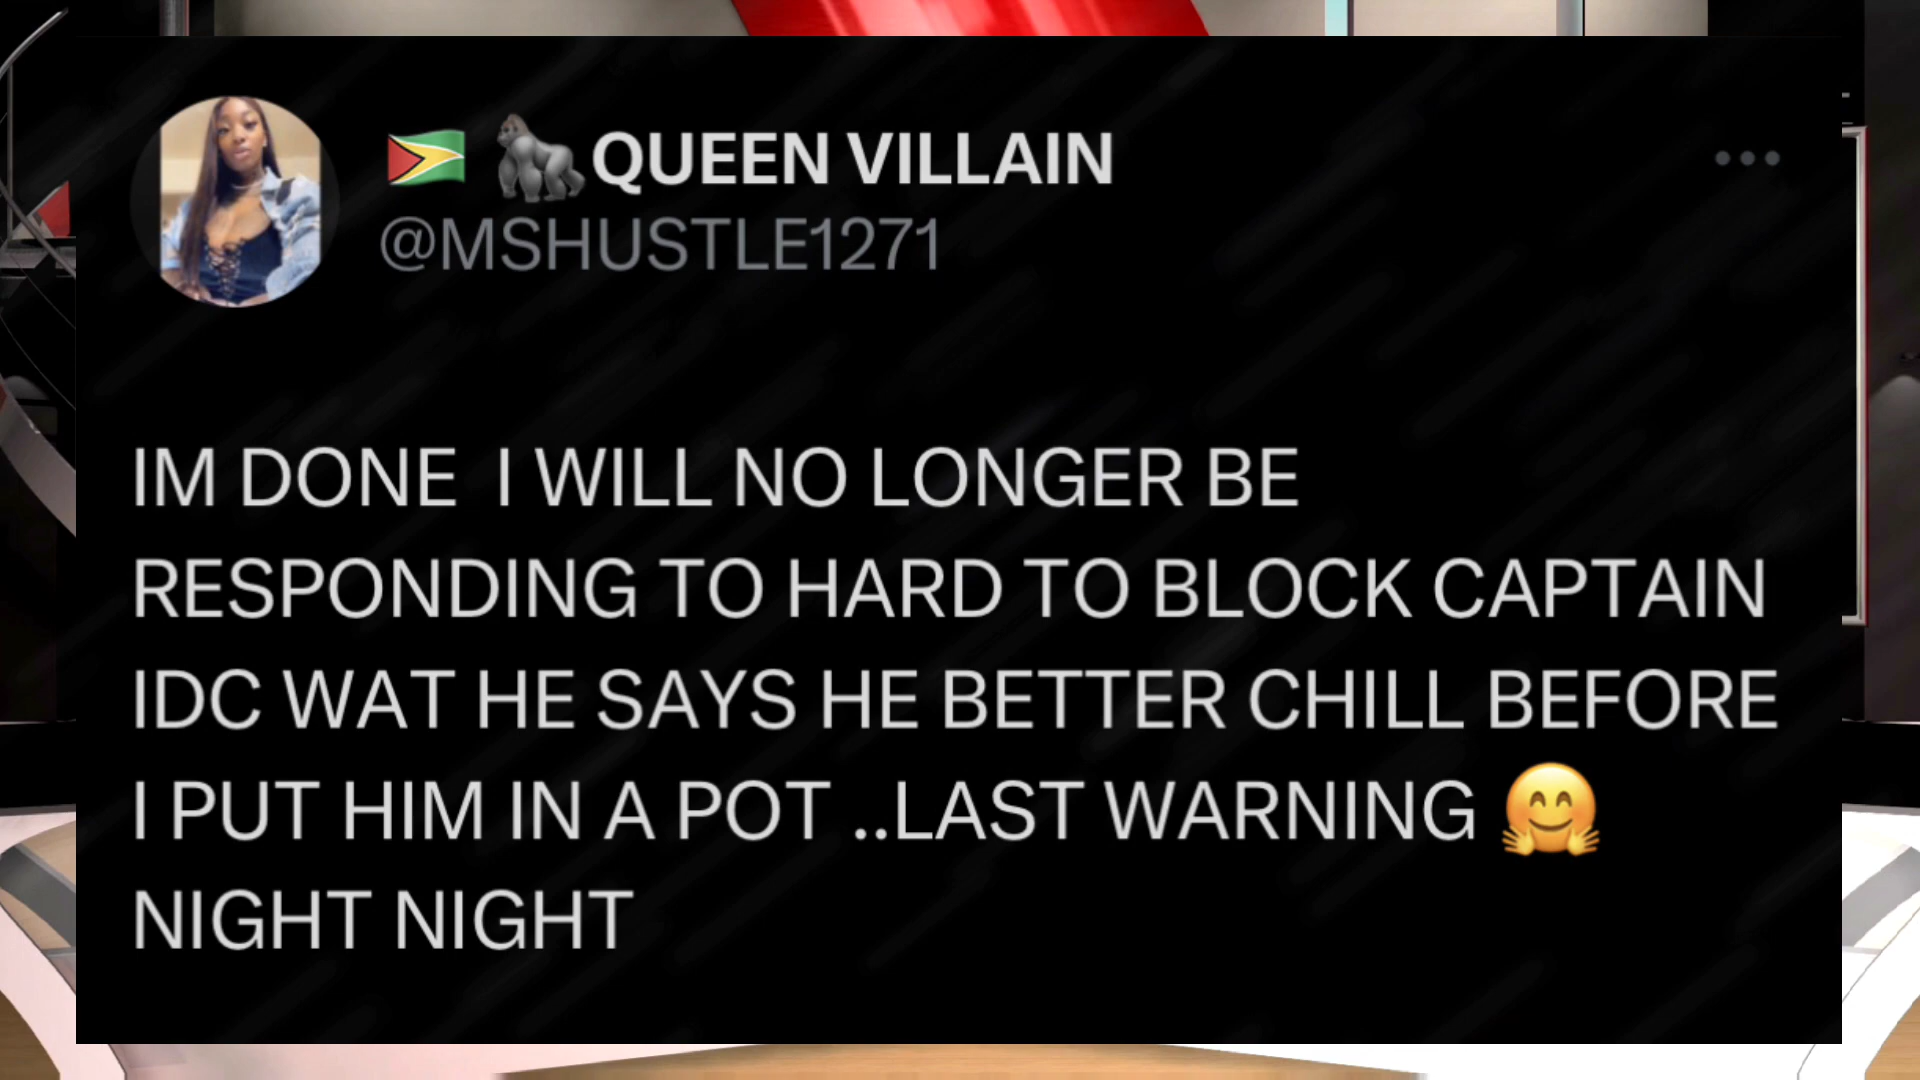 🇬🇾 🦍QUEEN VILLAIN
@MSHUSTLE1271
IM DONE  I WILL NO LONGER BE
RESPONDING TO HARD TO BLOCK CAPTAIN
IDC WAT HE SAYS HE BETTER CHILL BEFORE
I PUT HIM IN A POT ..LAST WARNING 🤗
NIGHT NIGHT